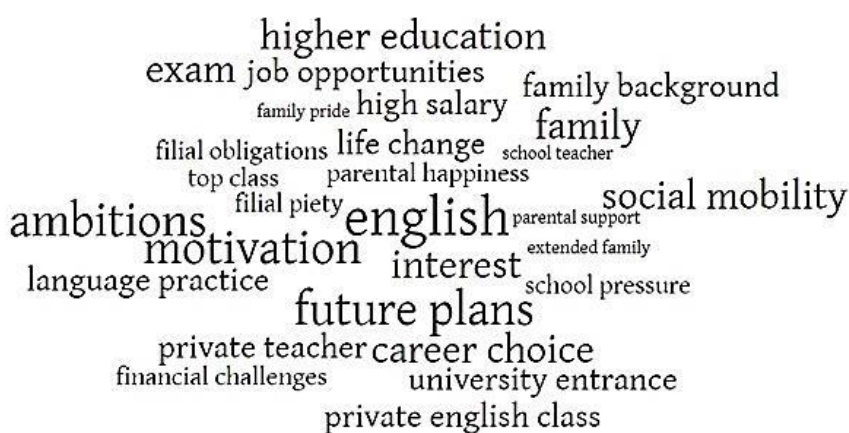 higher education
exam job opportunities
family background
family pride high salary
family
filial obligations life change school teacher
top class parental happiness
social mobility
ambitions filial piety english parental support
motivation interest extended family
language practice school pressure
future plans
private teacher career choice
financial challenges university entrance
private english class